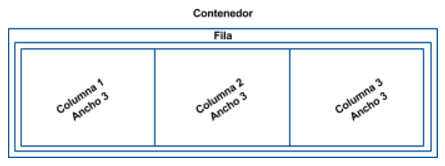 Contenedor
Fila
Columna 1
Ancho 3
Columna 2
Ancho 3
Columna 3
Ancho 3